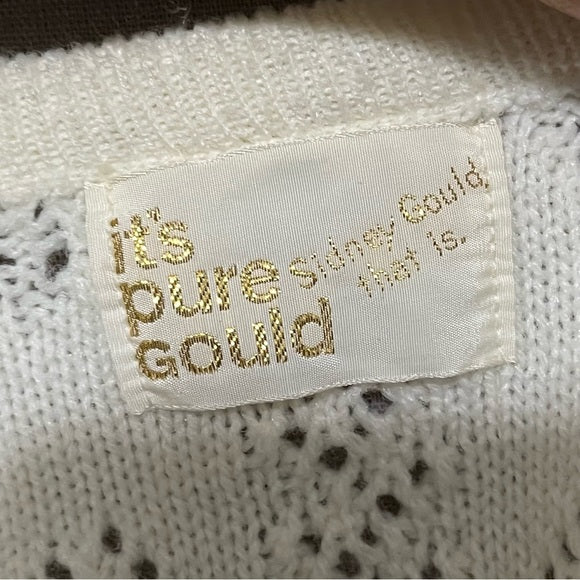 it's
pure
Gould
Sidney Gould,
that is.